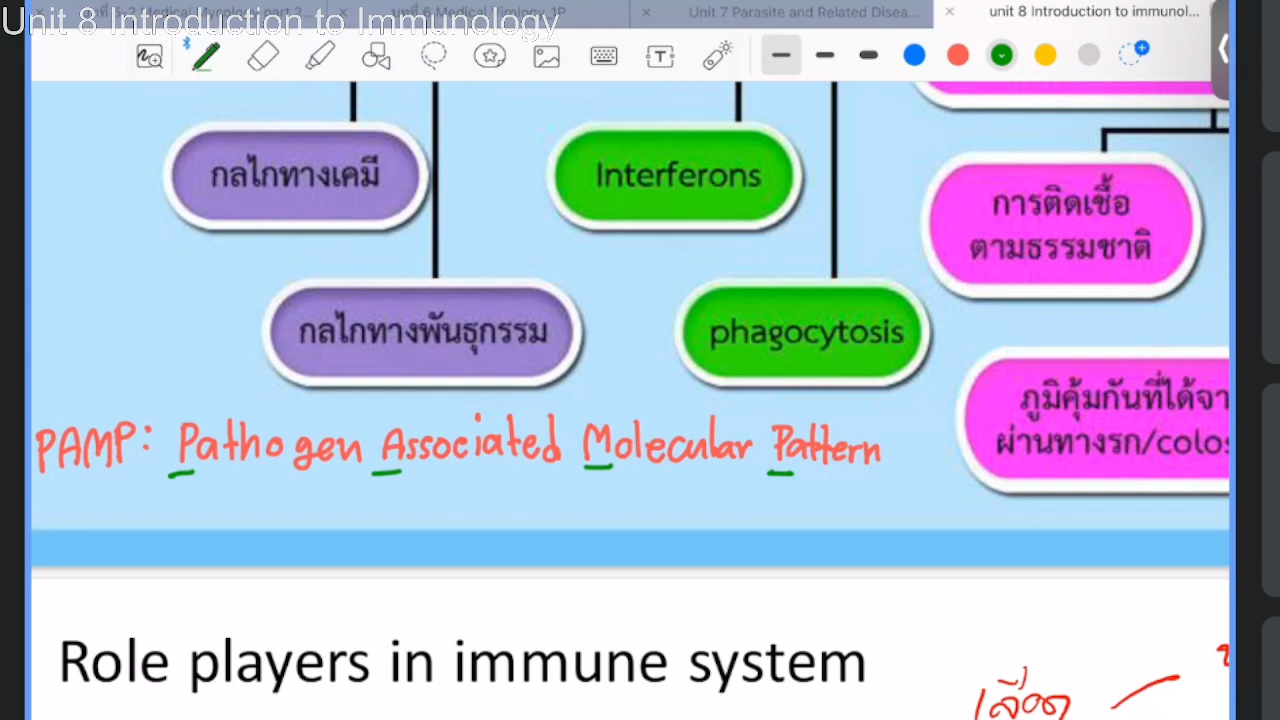 Unit 8 Introduction to Immunology
Unit 7 Parasite and Related Disea...
unit 8 Introduction to immunol...
กลไกทางเคมี
Interferons
การติดเชื้อ
ตามธรรมชาติ
กลไกทางพันธุกรรม
phagocytosis
ภูมิคุ้มกันที่ได้จา
ผ่านทางรก/colos
PAMP: Pathogen Associated Molecular Pattern
Role players in immune system
เลือด